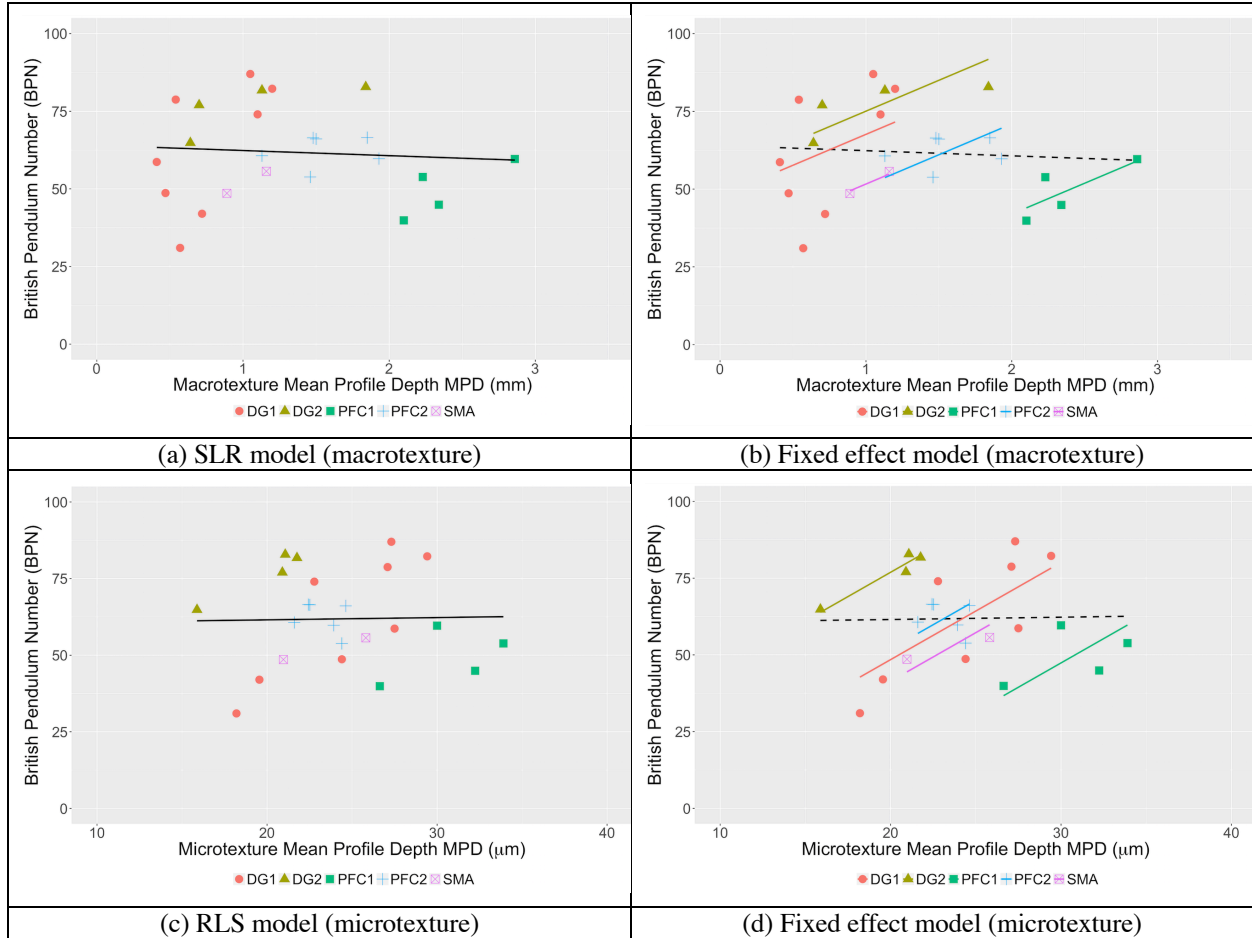 100
75
50
25
0
British Pendulum Number (BPN)
0 1 2 3
Macrotexture Mean Profile Depth MPD (mm)
DG1 DG2 PFC1 PFC2 SMA
(a) SLR model (macrotexture)
100
75
50
25
0
British Pendulum Number (BPN)
0 1 2 3
Macrotexture Mean Profile Depth MPD (mm)
DG1 DG2 PFC1 PFC2 SMA
(b) Fixed effect model (macrotexture)
100
75
50
25
0
British Pendulum Number (BPN)
10 20 30 40
Microtexture Mean Profile Depth MPD (μm)
DG1 DG2 PFC1 PFC2 SMA
(c) RLS model (microtexture)
100
75
50
25
0
British Pendulum Number (BPN)
10 20 30 40
Microtexture Mean Profile Depth MPD (μm)
DG1 DG2 PFC1 PFC2 SMA
(d) Fixed effect model (microtexture)